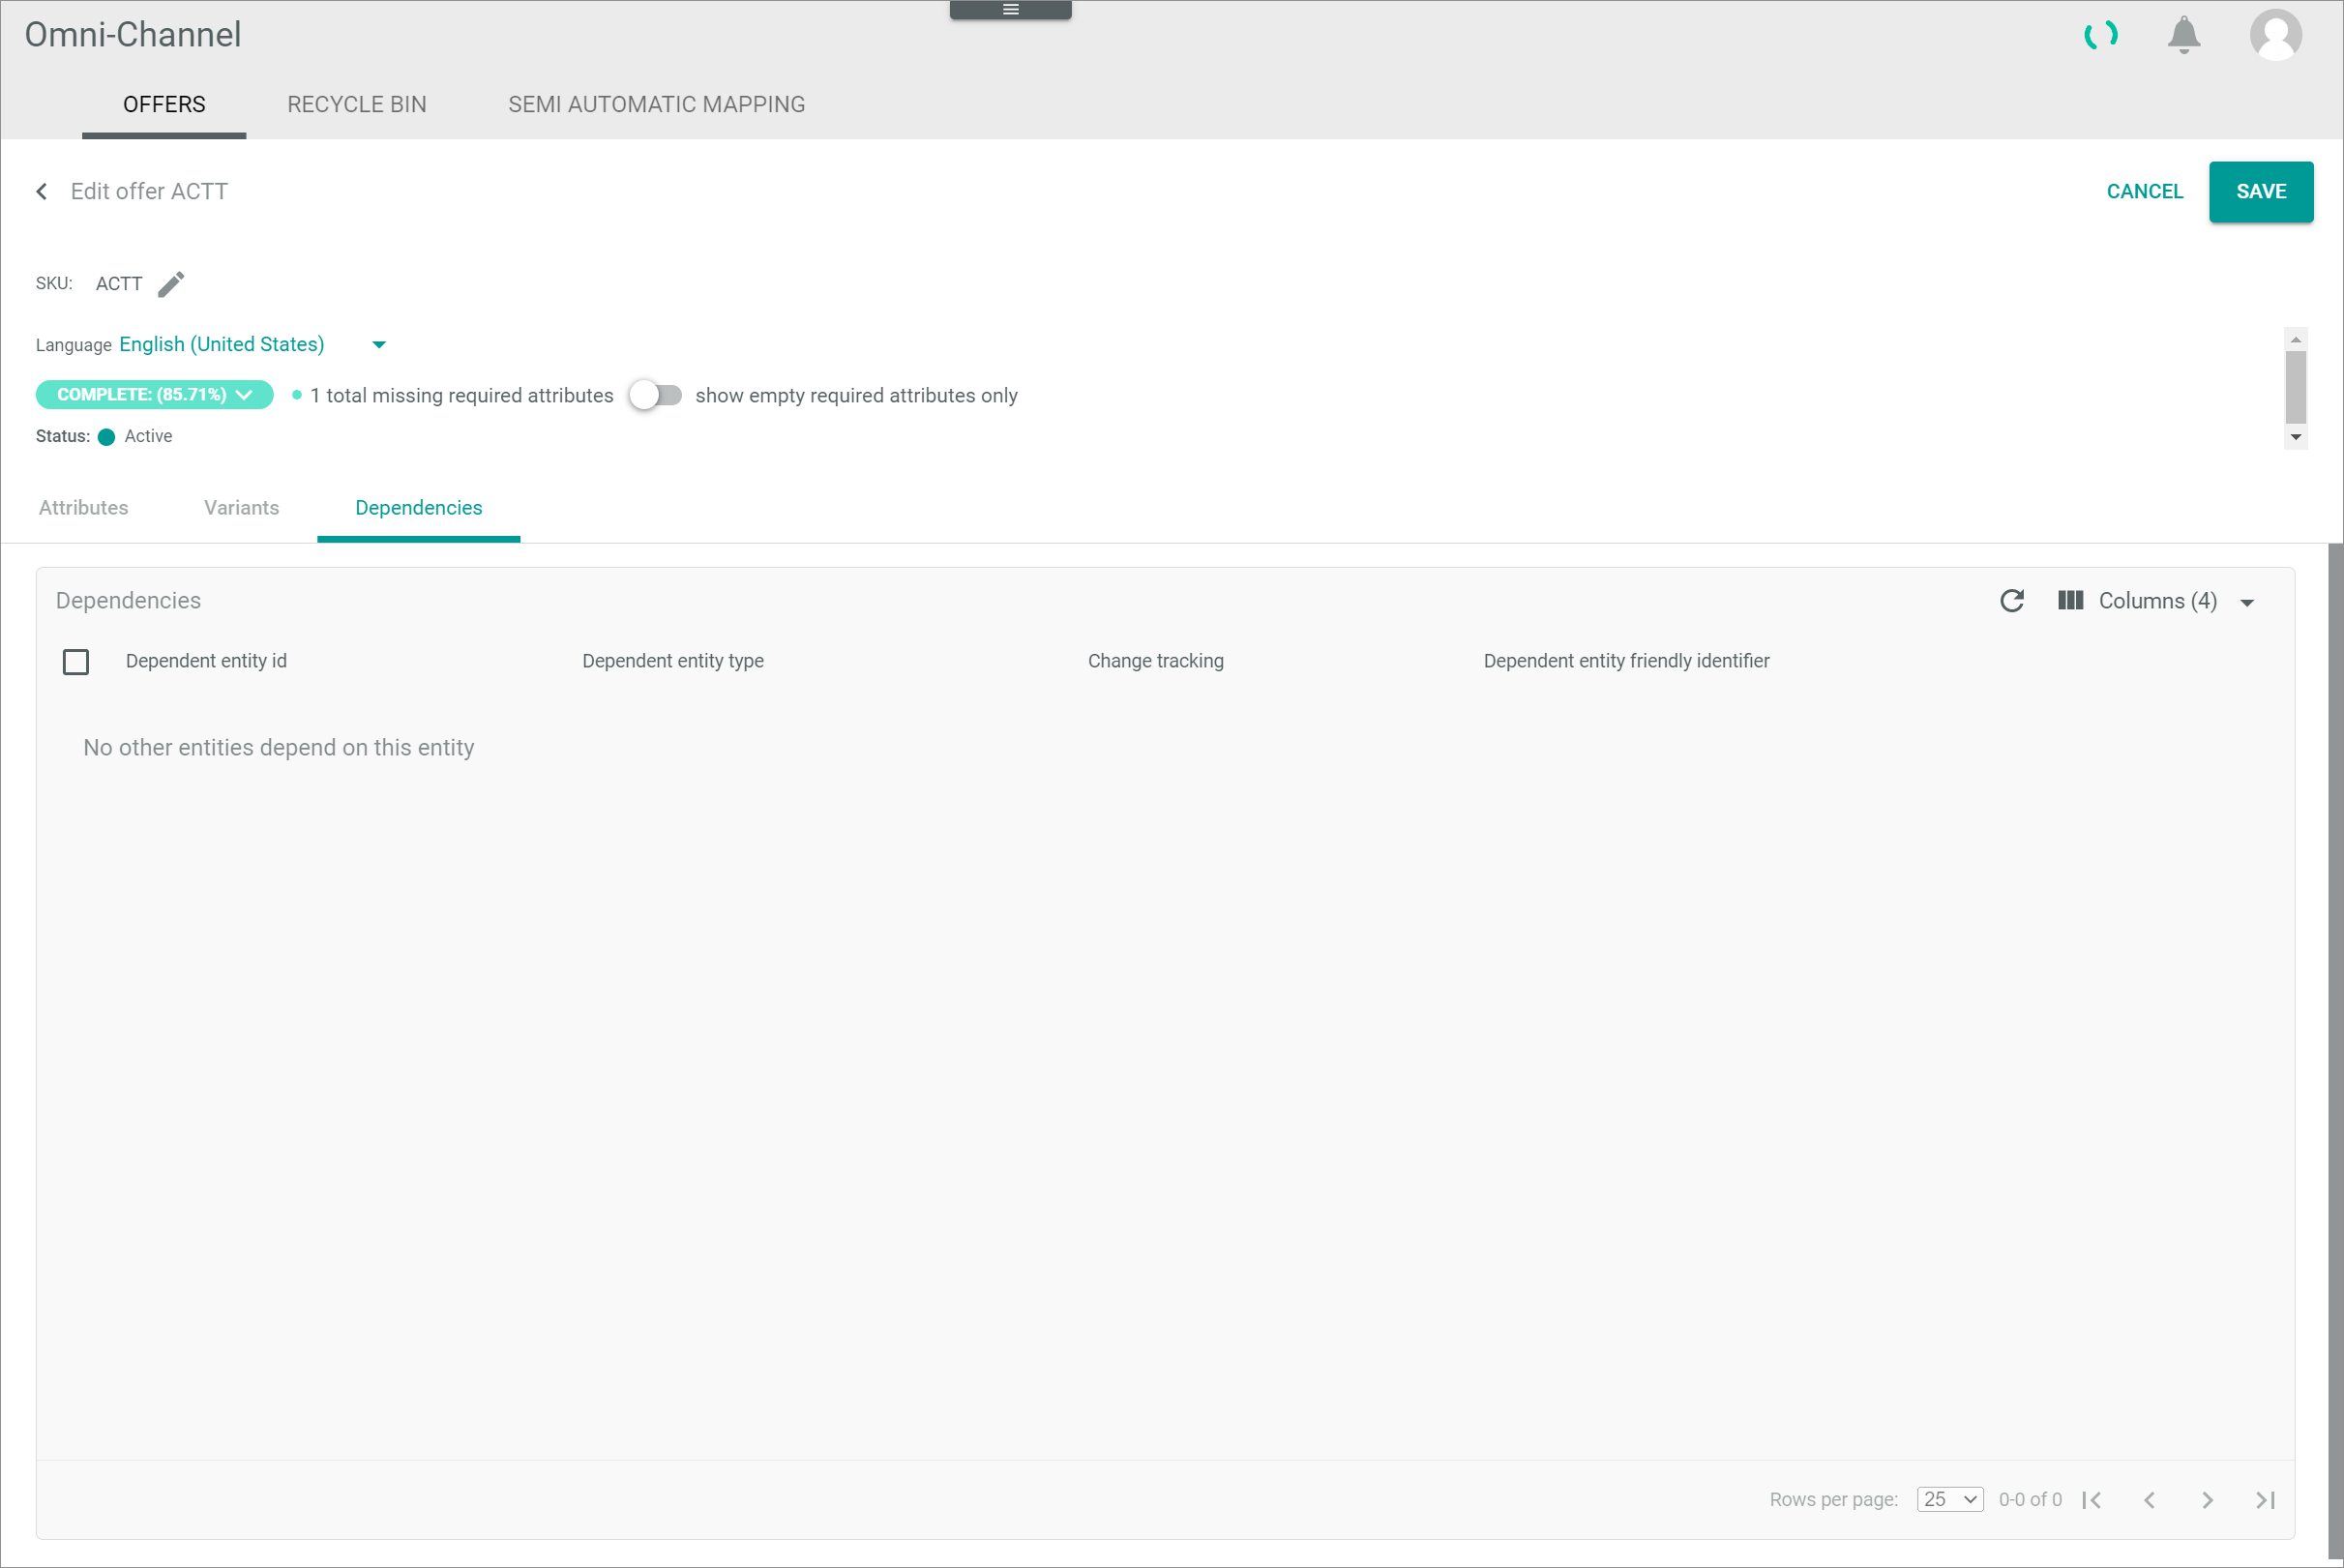 Omni-Channel
OFFERS RECYCLE BIN SEMI AUTOMATIC MAPPING
Edit offer ACTT CANCEL SAVE
SKU: ACTT
Language English (United States)
COMPLETE: (85.71%) 1 total missing required attributes show empty required attributes only
Status: Active
Attributes Variants Dependencies
Dependencies Columns (4)
Dependent entity id Dependent entity type Change tracking Dependent entity friendly identifier
No other entities depend on this entity
Rows per page: 25 0-0 of 0